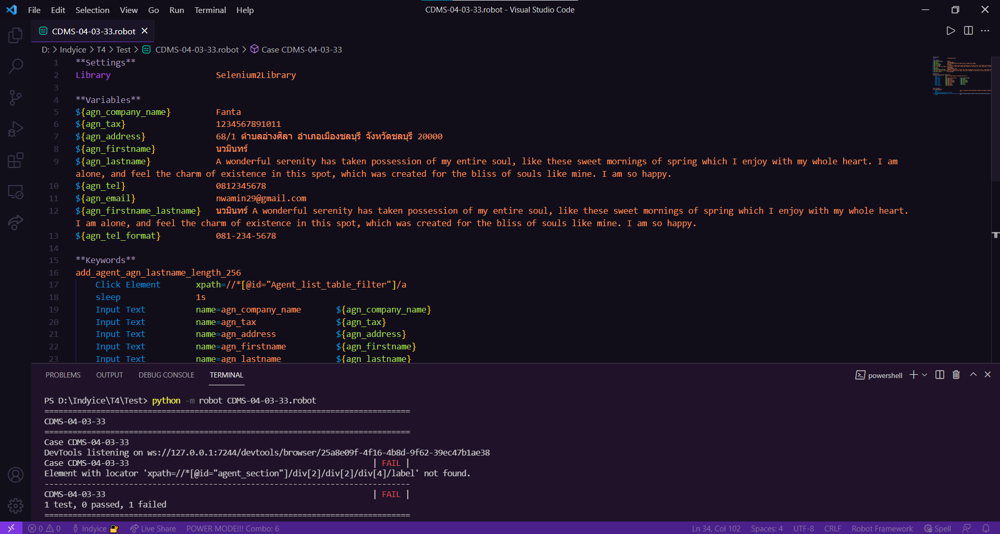 File Edit Selection View Go Run Terminal Help
CDMS-04-03-33.robot - Visual Studio Code
CDMS-04-03-33.robot
D: > Indyice > T4 > Test > CDMS-04-03-33.robot > Case CDMS-04-03-33
1 **Settings**
2 Library Selenium2Library
3
4 **Variables**
5 ${agn_company_name} Fanta
6 ${agn_tax} 1234567891011
7 ${agn_address} 68/1 ตำบลอ่างศิลา อำเภอเมืองชลบุรี จังหวัดชลบุรี 20000
8 ${agn_firstname} นวมินทร์
9 ${agn_lastname} A wonderful serenity has taken possession of my entire soul, like these sweet mornings of spring which I enjoy with my whole heart. I am
alone, and feel the charm of existence in this spot, which was created for the bliss of souls like mine. I am so happy.
10 ${agn_tel} 0812345678
11 ${agn_email} nwamin29@gmail.com
12 ${agn_firstname_lastname} นวมินทร์ A wonderful serenity has taken possession of my entire soul, like these sweet mornings of spring which I enjoy with my whole heart.
I am alone, and feel the charm of existence in this spot, which was created for the bliss of souls like mine. I am so happy.
13 ${agn_tel_format} 081-234-5678
14
15 **Keywords**
16 add_agent_agn_lastname_length_256
17 Click Element xpath=//*[@id="Agent_list_table_filter"]/a
18 sleep 1s
19 Input Text name=agn_company_name ${agn_company_name}
20 Input Text name=agn_tax ${agn_tax}
21 Input Text name=agn_address ${agn_address}
22 Input Text name=agn_firstname ${agn_firstname}
23 Input Text name=agn_lastname ${agn_lastname}
PROBLEMS OUTPUT DEBUG CONSOLE TERMINAL powershell
PS D:\Indyice\T4\Test> python -m robot CDMS-04-03-33.robot
==============================================================================
CDMS-04-03-33
==============================================================================
Case CDMS-04-03-33
DevTools listening on ws://127.0.0.1:7244/devtools/browser/25a8e09f-4f16-4b8d-9f62-39ec47b1ae38
Case CDMS-04-03-33 | FAIL |
Element with locator 'xpath=//*[@id="agent_section"]/div[2]/div[2]/div[4]/label' not found.
------------------------------------------------------------------------------
CDMS-04-03-33 | FAIL |
1 test, 0 passed, 1 failed
==============================================================================
0 0 Indyice Live Share POWER MODE!!! Combo: 6 Ln 34, Col 102 Spaces: 4 UTF-8 CRLF Robot Framework Spell